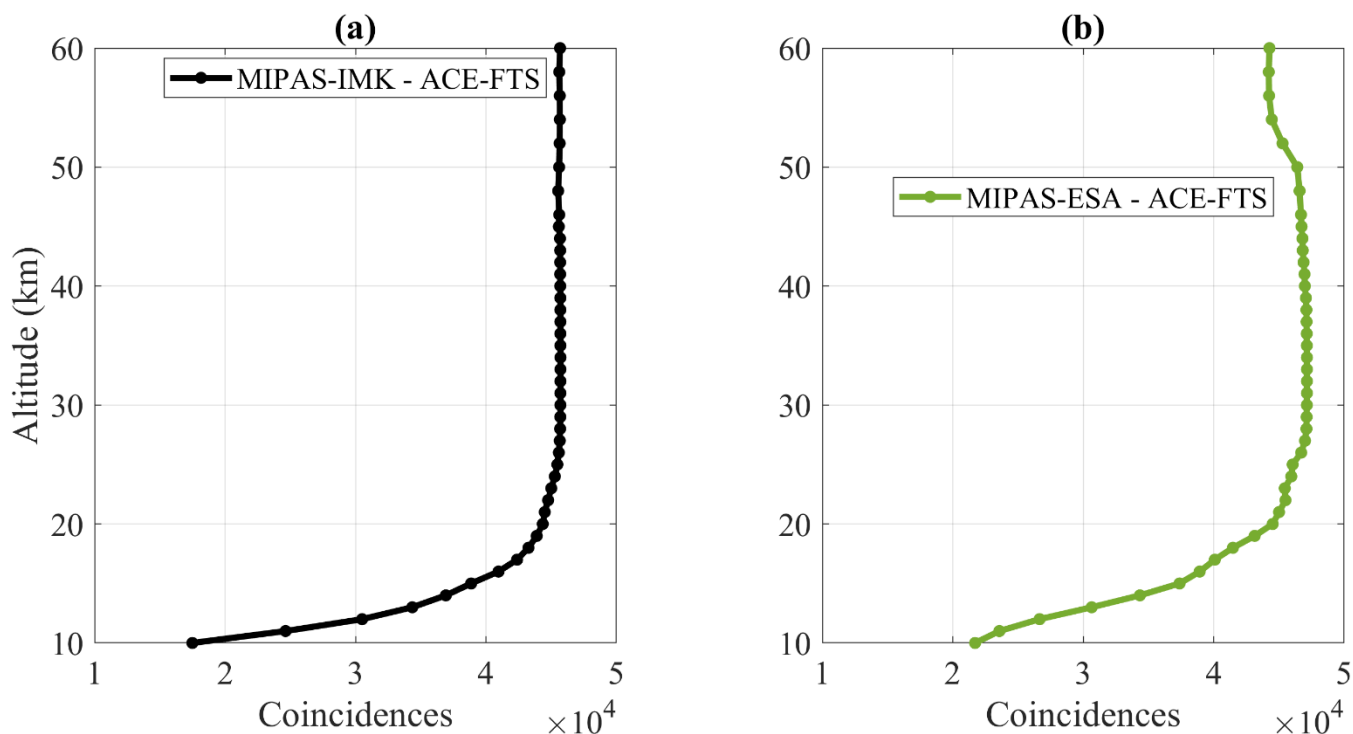 (a)
MIPAS-IMK - ACE-FTS
Altitude (km)
60
50
40
30
20
10
1 2 3 4 5
Coincidences
×10^4
(b)
MIPAS-ESA - ACE-FTS
60
50
40
30
20
10
1 2 3 4 5
Coincidences
×10^4